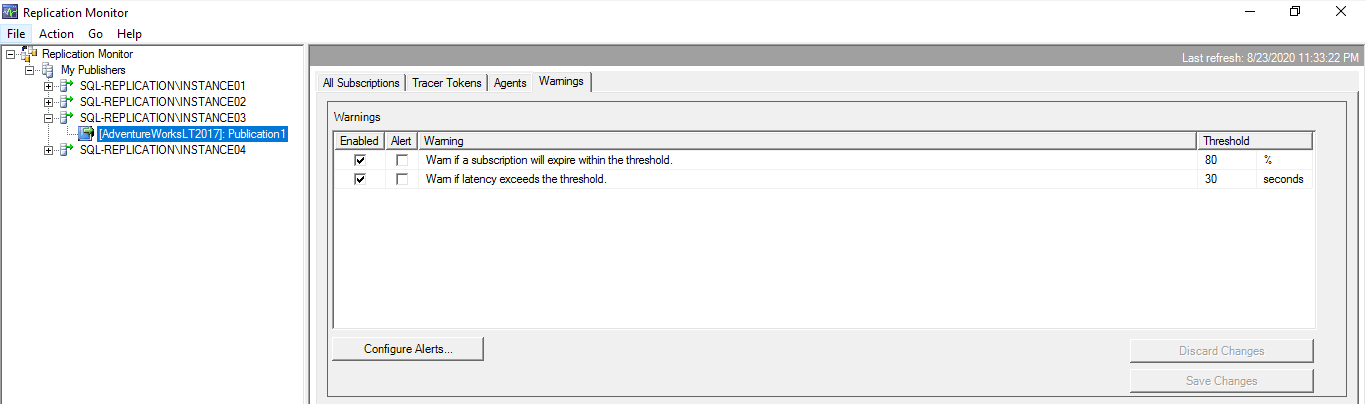 Replication Monitor
File Action Go Help
Replication Monitor
My Publishers
SQL-REPLICATION\INSTANCE01
SQL-REPLICATION\INSTANCE02
SQL-REPLICATION\INSTANCE03
[AdventureWorksLT2017]: Publication1
SQL-REPLICATION\INSTANCE04
Last refresh: 8/23/2020 11:33:22 PM
All Subscriptions Tracer Tokens Agents Warnings
Warnings
Enabled Alert Warning Threshold
Warn if a subscription will expire within the threshold. 80 %
Warn if latency exceeds the threshold. 30 seconds
Configure Alerts...
Discard Changes
Save Changes